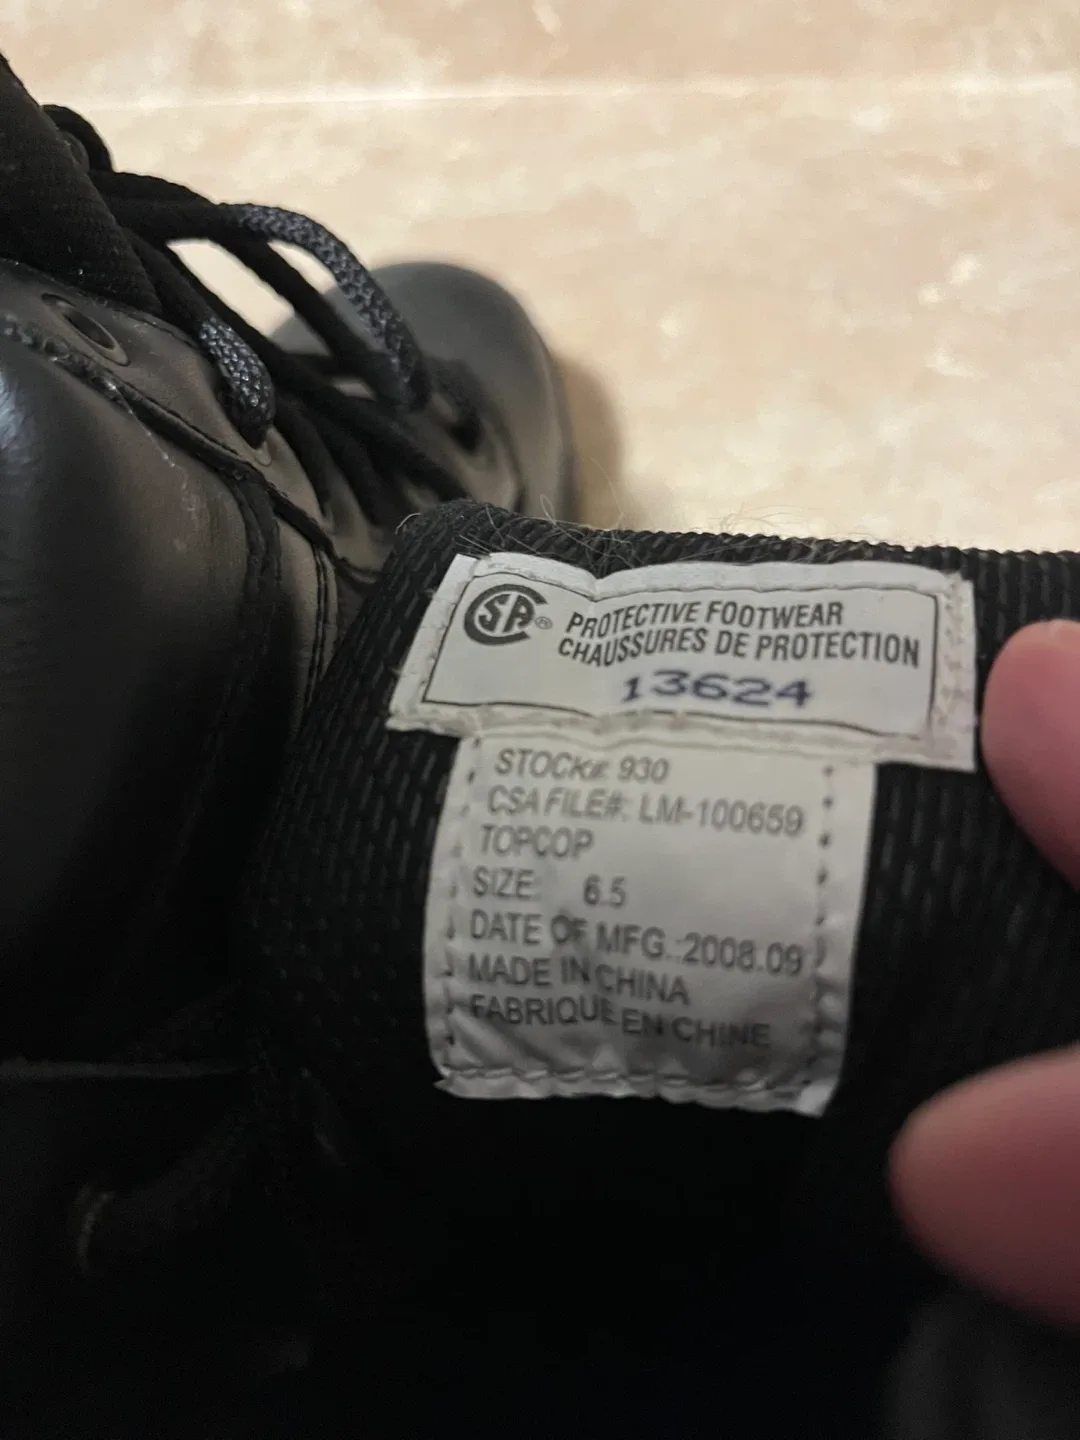 CSA® PROTECTIVE FOOTWEAR
CHAUSSURES DE PROTECTION
13624
STOCK#: 930
CSA FILE#: LM-100659
TOPCOP
SIZE: 6.5
DATE OF MFG.:2008.09
MADE IN CHINA
FABRIQUE EN CHINE